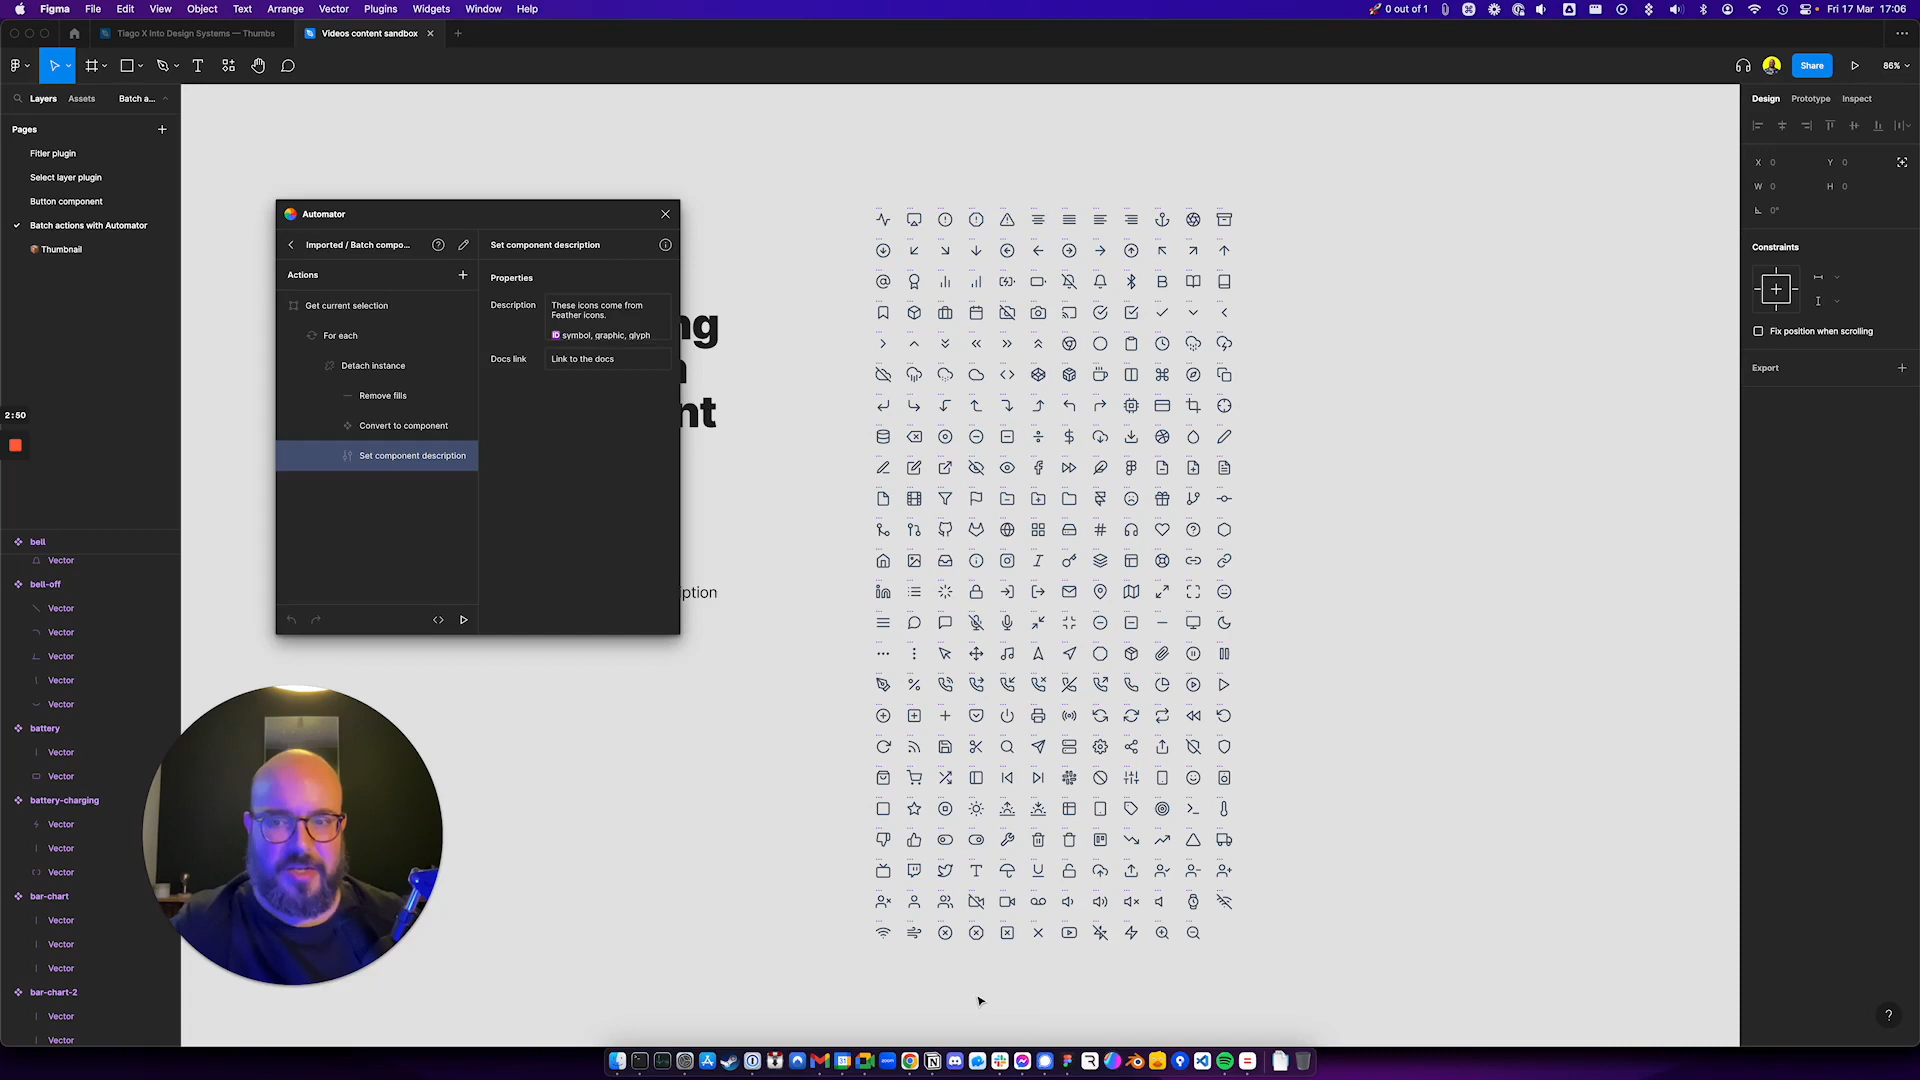 Figma File Edit View Object Text Arrange Vector Plugins Widgets Window Help
0 out of 1
Fri 17 Mar 17:06
Tiago X Into Design Systems — Thumbs
Videos content sandbox
Share
86%
Layers Assets Batch a...
Pages
Fitler plugin
Select layer plugin
Button component
Batch actions with Automator
Thumbnail
2:50
bell
Vector
bell-off
Vector
Vector
Vector
Vector
Vector
battery
Vector
Vector
battery-charging
Vector
Vector
Vector
bar-chart
Vector
Vector
Vector
bar-chart-2
Vector
Vector
Automator
Imported / Batch compo...
Actions
Get current selection
For each
Detach instance
Remove fills
Convert to component
Set component description
Set component description
Properties
Description
These icons come from
Feather icons.
symbol, graphic, glyph
Docs link
Link to the docs
ng
nt
ption
Design Prototype Inspect
X 0 Y 0
W 0 H 0
0°
Constraints
Fix position when scrolling
Export
?